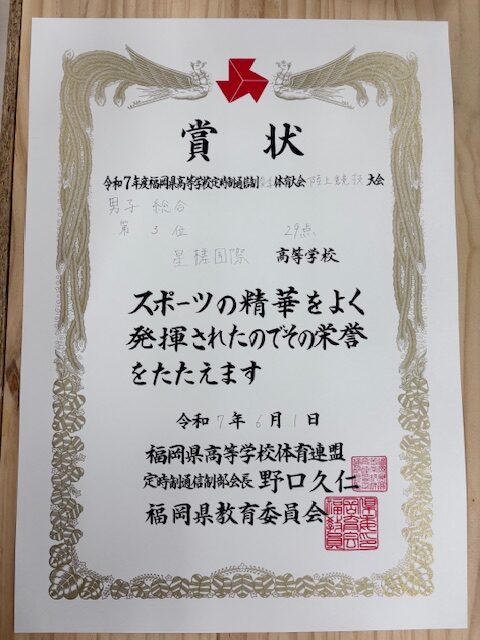 賞状
令和7年度福岡県高等学校定時制通信制体育大会 陸上競技 大会
男子 総合
第 3 位 29点
星槎国際 高等学校
スポーツの精華をよく
発揮されたのでその栄誉
をたたえます
令和 7 年 6 月 1 日
福岡県高等学校体育連盟
定時制通信制部会長 野口久仁
福岡県教育委員会